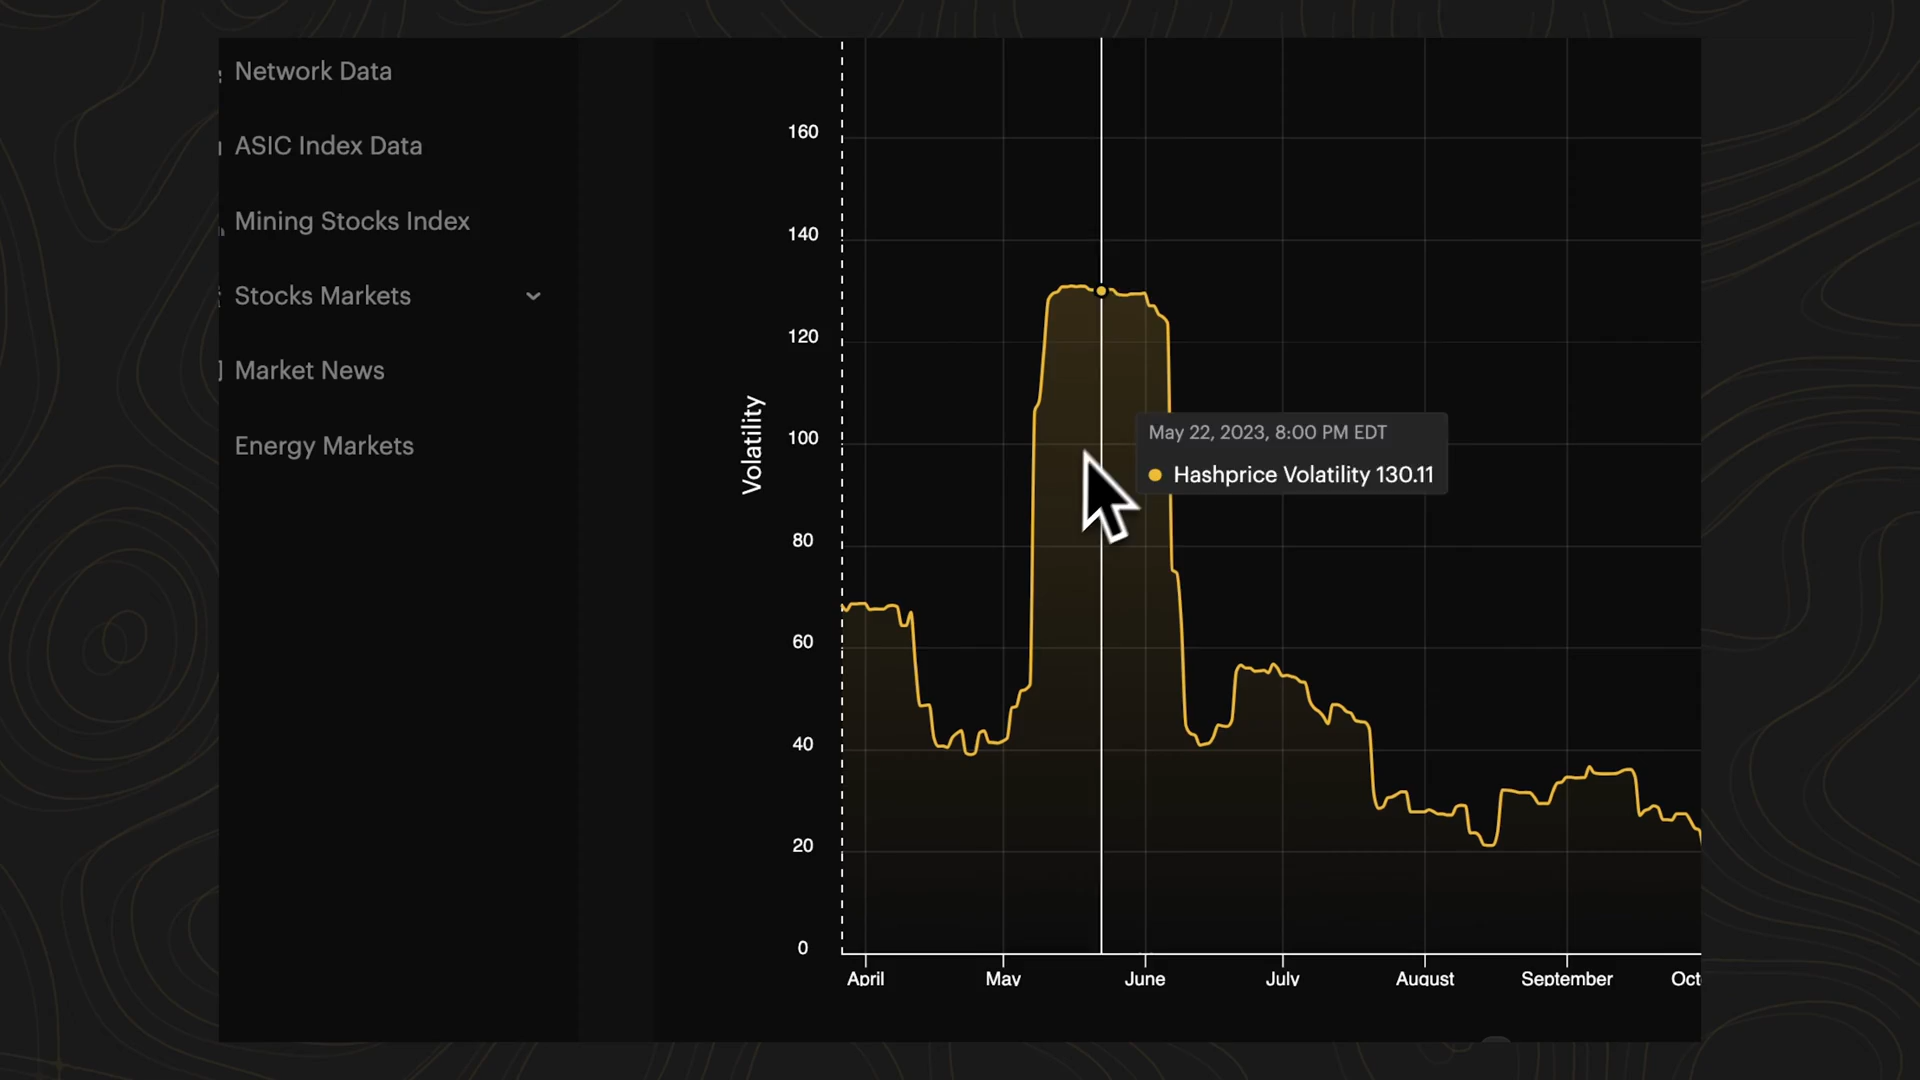 Network Data
ASIC Index Data
Mining Stocks Index
Stocks Markets
Market News
Energy Markets
Volatility
160
140
120
100
80
60
40
20
0
May 22, 2023, 8:00 PM EDT
Hashprice Volatility 130.11
April May June July August September Oct